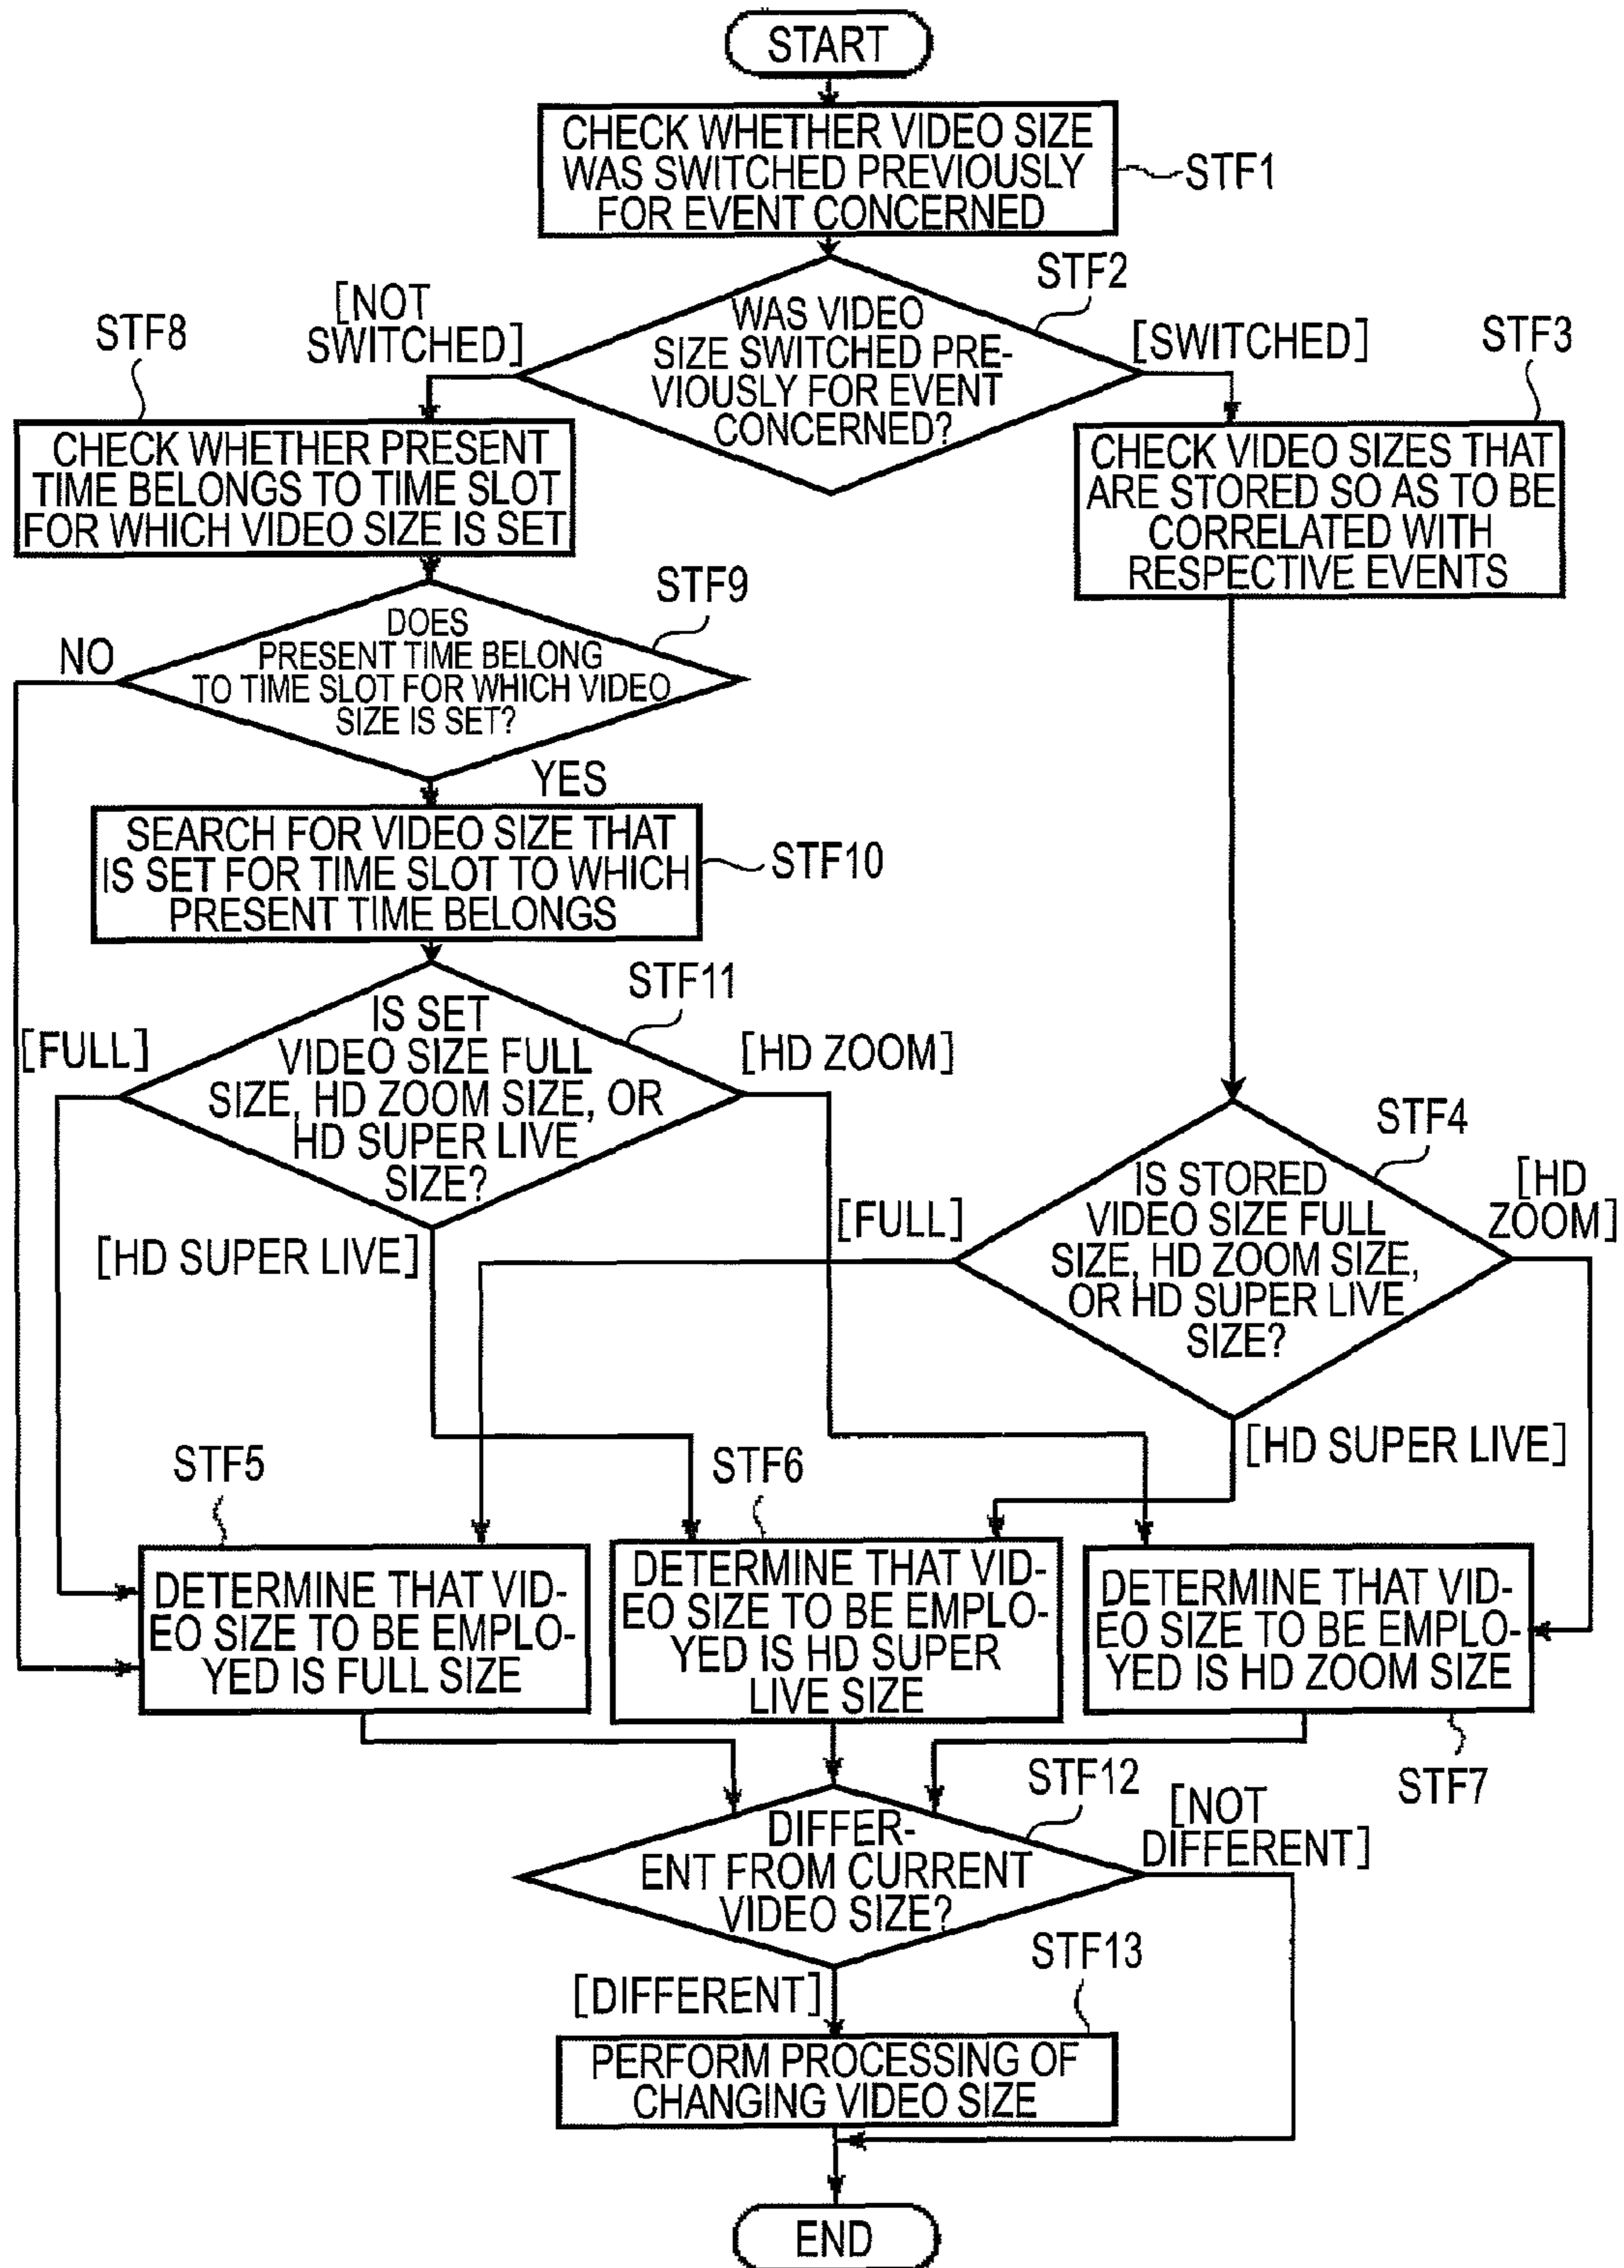 START
CHECK WHETHER VIDEO SIZE
WAS SWITCHED PREVIOUSLY
FOR EVENT CONCERNED
STF1
STF2
WAS VIDEO
SIZE SWITCHED PRE-
VIOUSLY FOR EVENT
CONCERNED?
[NOT
SWITCHED]
[SWITCHED]
STF8
CHECK WHETHER PRESENT
TIME BELONGS TO TIME SLOT
FOR WHICH VIDEO SIZE IS SET
STF3
CHECK VIDEO SIZES THAT
ARE STORED SO AS TO BE
CORRELATED WITH
RESPECTIVE EVENTS
STF9
DOES
PRESENT TIME BELONG
TO TIME SLOT FOR WHICH VIDEO
SIZE IS SET?
NO
YES
SEARCH FOR VIDEO SIZE THAT
IS SET FOR TIME SLOT TO WHICH
PRESENT TIME BELONGS
STF10
STF11
IS SET
VIDEO SIZE FULL
SIZE, HD ZOOM SIZE, OR
HD SUPER LIVE
SIZE?
[FULL]
[HD ZOOM]
[HD SUPER LIVE]
STF4
IS STORED
VIDEO SIZE FULL
SIZE, HD ZOOM SIZE,
OR HD SUPER LIVE
SIZE?
[FULL]
[HD
ZOOM]
[HD SUPER LIVE]
STF5
DETERMINE THAT VID-
EO SIZE TO BE EMPLO-
YED IS FULL SIZE
STF6
DETERMINE THAT VID-
EO SIZE TO BE EMPLO-
YED IS HD SUPER
LIVE SIZE
DETERMINE THAT VID-
EO SIZE TO BE EMPLO-
YED IS HD ZOOM SIZE
STF7
STF12
DIFFER-
ENT FROM CURRENT
VIDEO SIZE?
[NOT
DIFFERENT]
[DIFFERENT]
STF13
PERFORM PROCESSING OF
CHANGING VIDEO SIZE
END